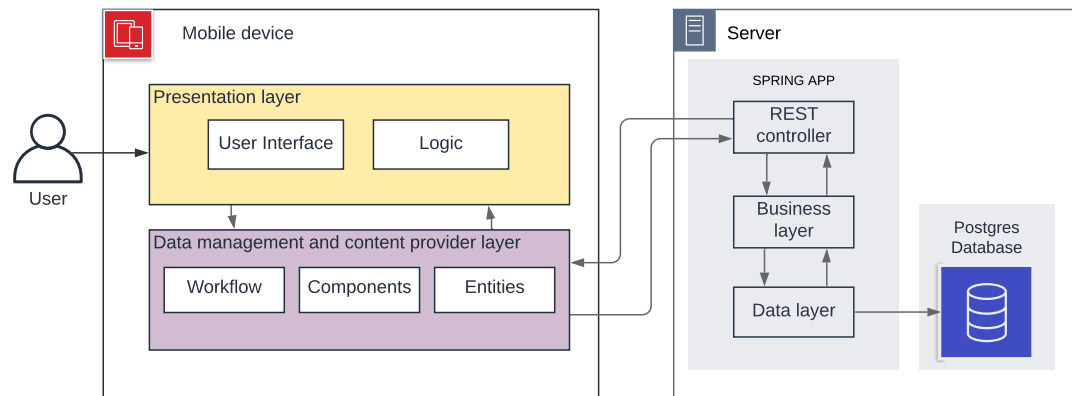 Mobile device
Server
Presentation layer
User Interface
Logic
User
Data management and content provider layer
Workflow
Components
Entities
SPRING APP
REST
controller
Business
layer
Data layer
Postgres
Database